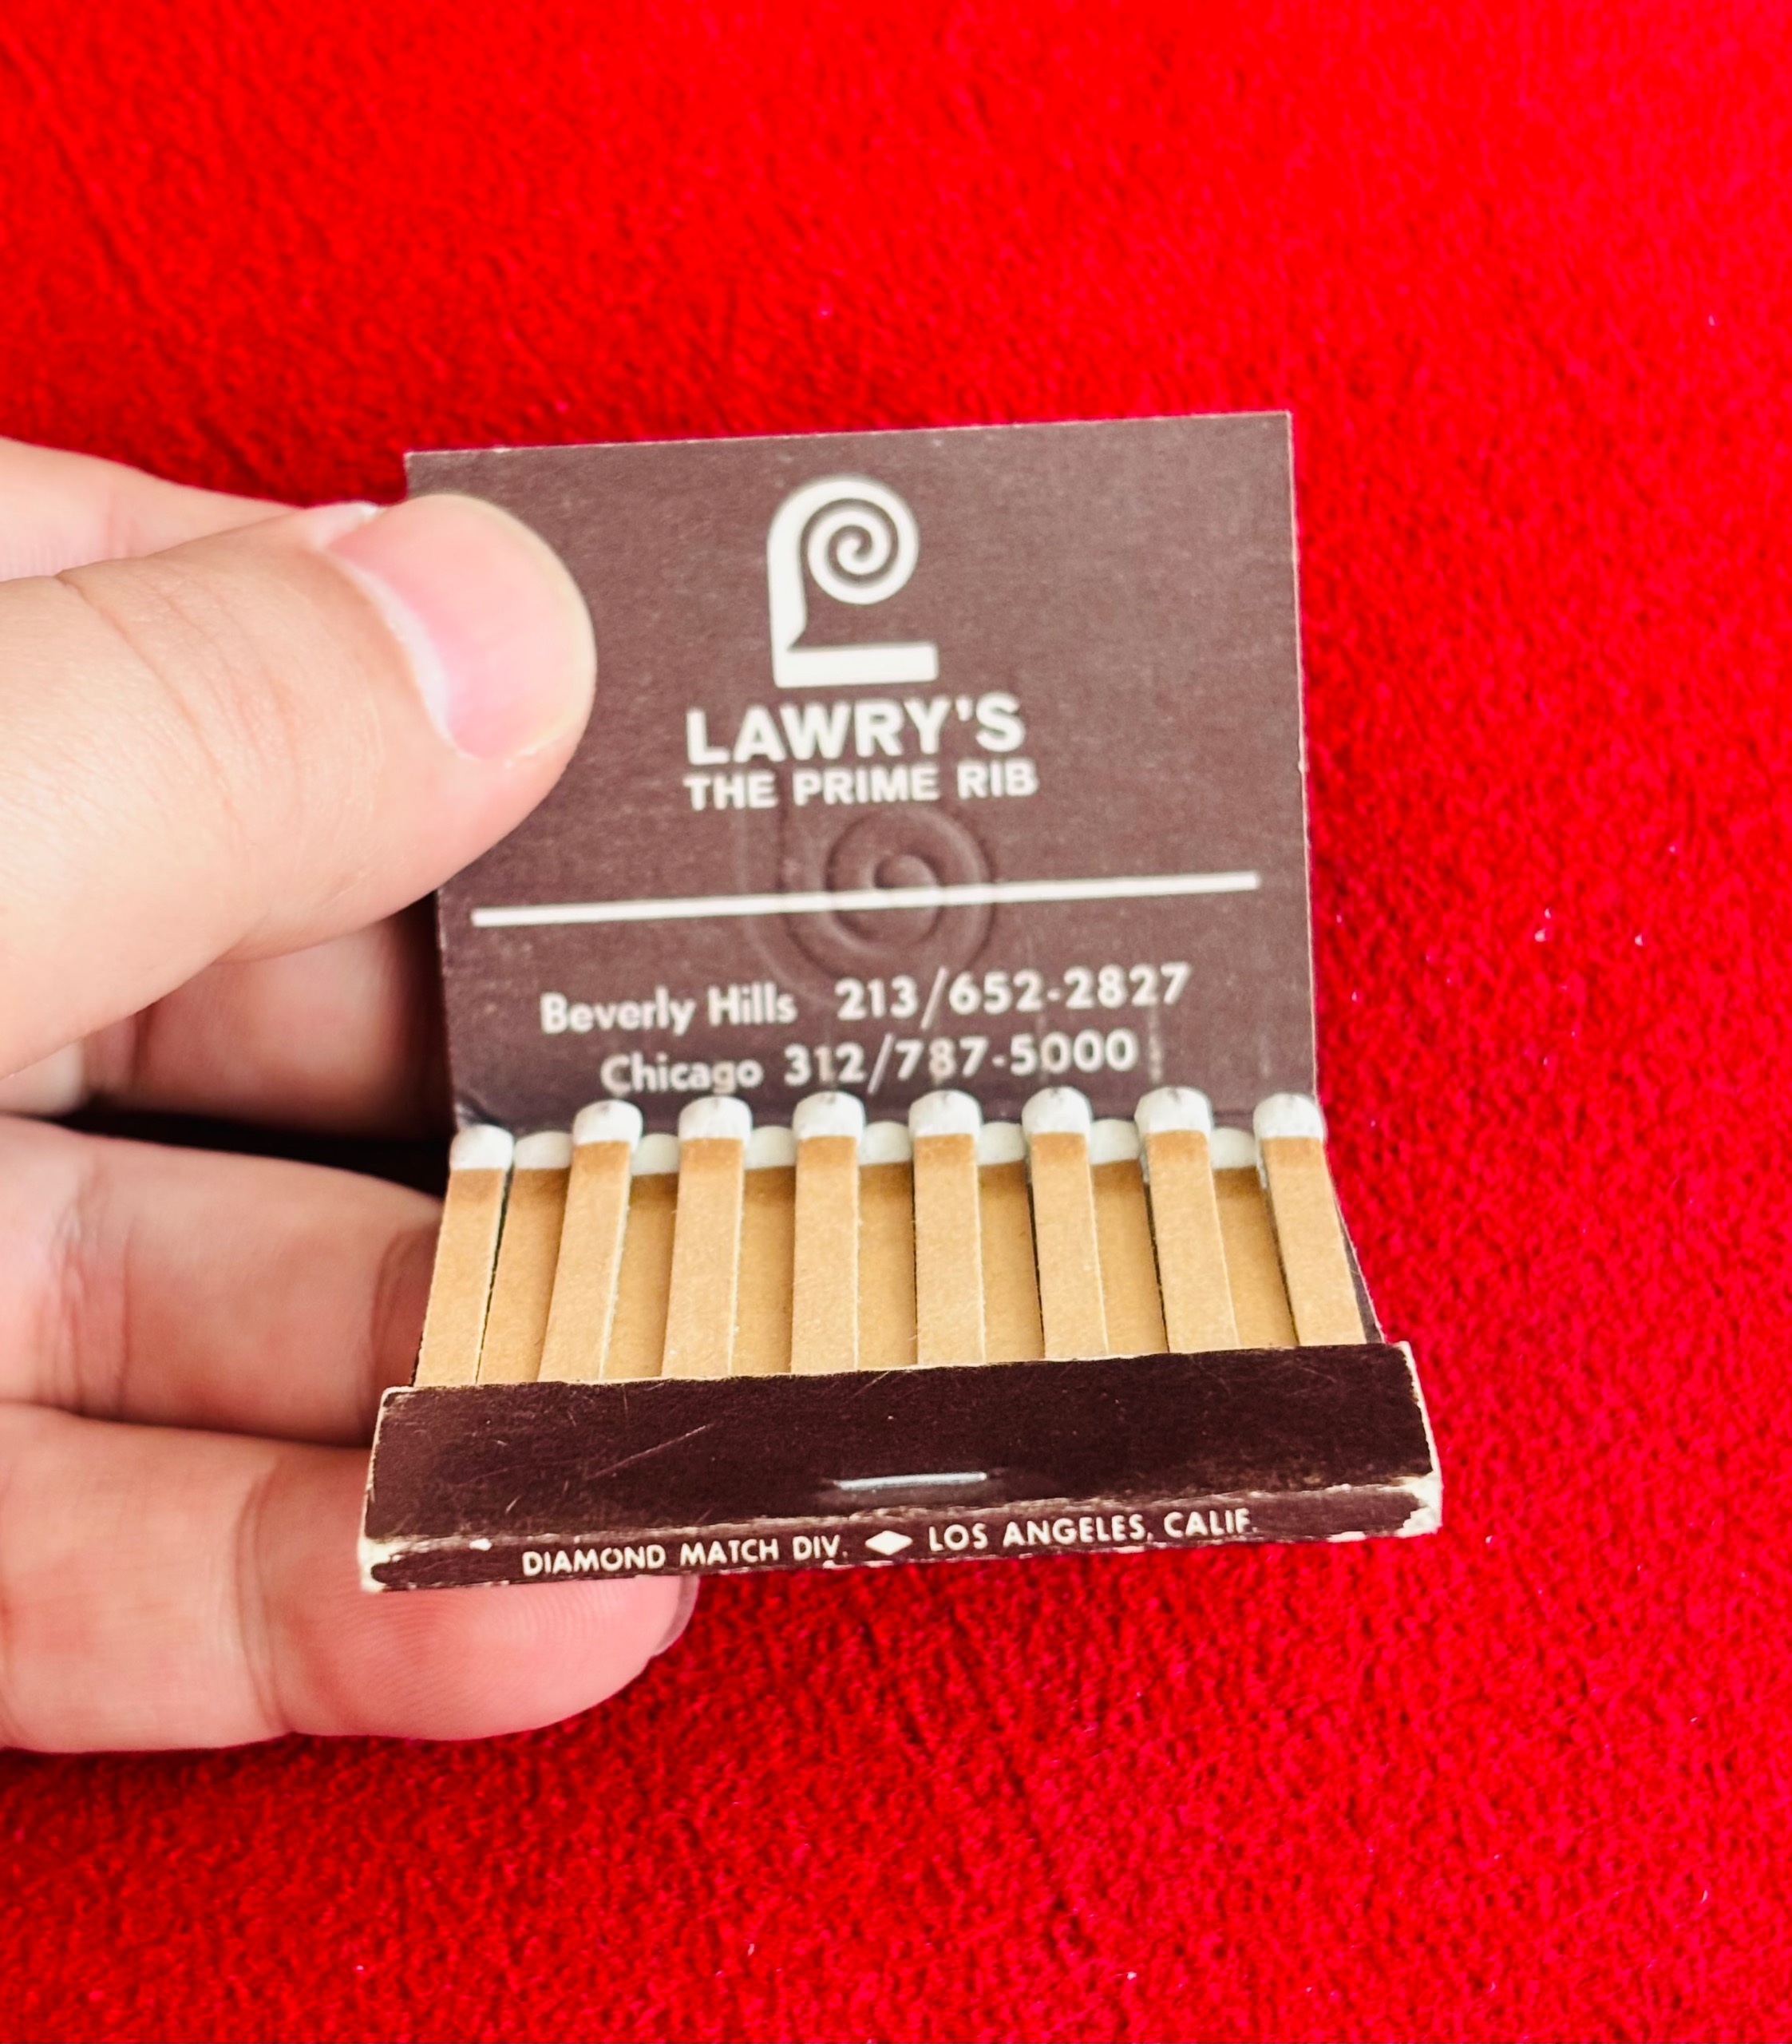 LAWRY'S
THE PRIME RIB
Beverly Hills 213/652-2827
Chicago 312/787-5000
DIAMOND MATCH DIV. ◆ LOS ANGELES, CALIF.